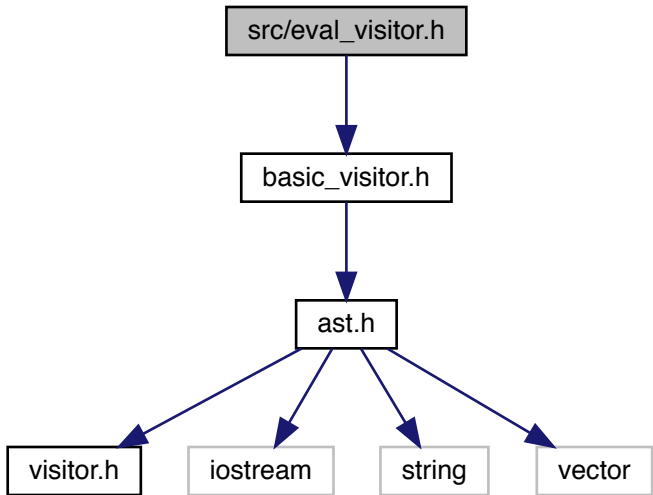 src/eval_visitor.h
basic_visitor.h
ast.h
visitor.h
iostream
string
vector